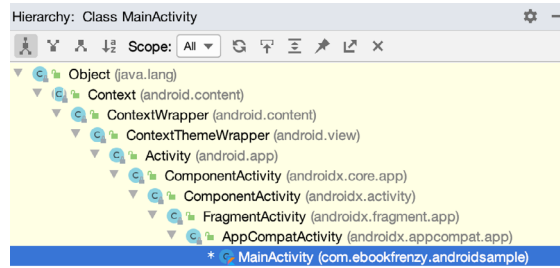 Hierarchy: Class MainActivity
Scope: All
Object (java.lang)
Context (android.content)
ContextWrapper (android.content)
ContextThemeWrapper (android.view)
Activity (android.app)
ComponentActivity (androidx.core.app)
ComponentActivity (androidx.activity)
FragmentActivity (androidx.fragment.app)
AppCompatActivity (androidx.appcompat.app)
* MainActivity (com.ebookfrenzy.androidsample)